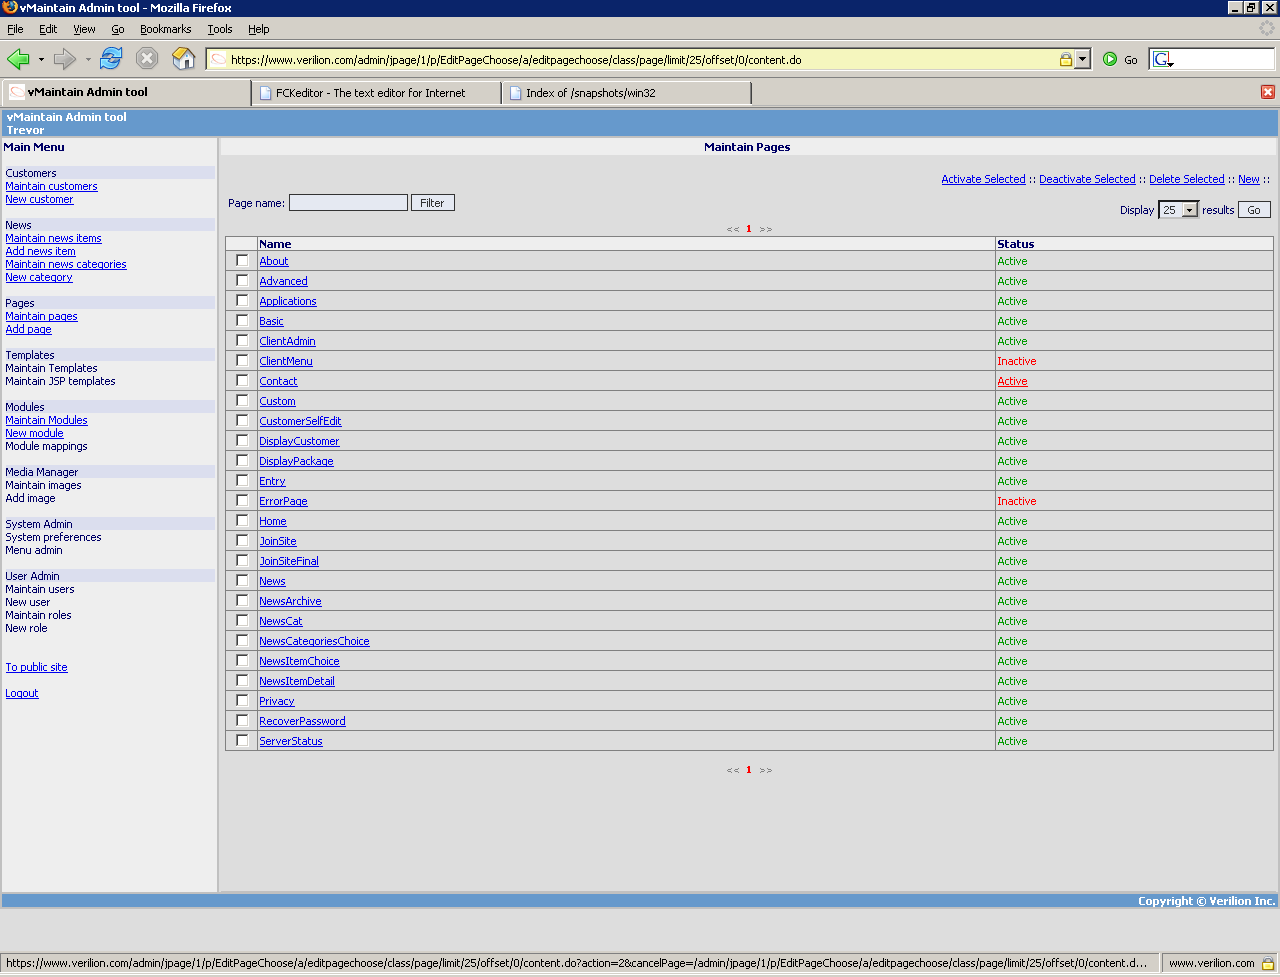 vMaintain Admin tool - Mozilla Firefox
File Edit View Go Bookmarks Tools Help
https://www.verilion.com/admin/jpage/1/p/EditPageChoose/a/editpagechoose/class/page/limit/25/offset/0/content.do Go G
vMaintain Admin tool FCKeditor - The text editor for Internet Index of /snapshots/win32
vMaintain Admin tool
Trevor
Main Menu
Customers
Maintain customers
New customer
News
Maintain news items
Add news item
Maintain news categories
New category
Pages
Maintain pages
Add page
Templates
Maintain Templates
Maintain JSP templates
Modules
Maintain Modules
New module
Module mappings
Media Manager
Maintain images
Add image
System Admin
System preferences
Menu admin
User Admin
Maintain users
New user
Maintain roles
New role
To public site
Logout
Maintain Pages
Activate Selected :: Deactivate Selected :: Delete Selected :: New ::
Page name: Filter
Display 25 results Go
<< 1 >>
Name Status
About Active
Advanced Active
Applications Active
Basic Active
ClientAdmin Active
ClientMenu Inactive
Contact Active
Custom Active
CustomerSelfEdit Active
DisplayCustomer Active
DisplayPackage Active
Entry Active
ErrorPage Inactive
Home Active
JoinSite Active
JoinSiteFinal Active
News Active
NewsArchive Active
NewsCat Active
NewsCategoriesChoice Active
NewsItemChoice Active
NewsItemDetail Active
Privacy Active
RecoverPassword Active
ServerStatus Active
<< 1 >>
Copyright © Verilion Inc.
https://www.verilion.com/admin/jpage/1/p/EditPageChoose/a/editpagechoose/class/page/limit/25/offset/0/content.do?action=2&cancelPage=/admin/jpage/1/p/EditPageChoose/a/editpagechoose/class/page/limit/25/offset/0/content.d... www.verilion.com